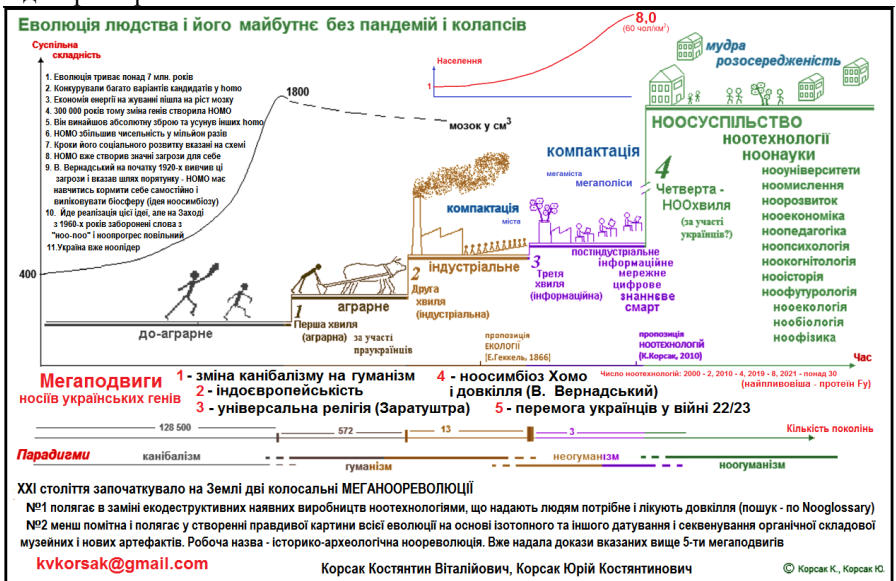 Еволюція людства і його майбутнє без пандемій і колапсів
8,0
(60 чол/км²)
Суспільна
складність
Населення
1
мудра
розосередженість
1. Еволюція триває понад 7 млн. років
2. Конкурували багато варіантів кандидатів у homo
3. Економія енергії на жуванні пішла на ріст мозку
4. 300 000 років тому зміна генів створила HOMO
5. Він винайшов абсолютну зброю та усунув інших homo
6. HOMO збільшив чисельність у мільйон разів
7. Кроки його соціального розвитку вказані на схемі
8. HOMO вже створив значні загрози для себе
9. В. Вернадський на початку 1920-х вивчив ці
загрози і вказав шлях порятунку - HOMO має
навчитись кормити себе самостійно і
виліковувати біосферу (ідея ноосимбіозу)
10. Йде реалізація цієї ідеї, але на Заході
з 1960-х років заборонені слова з
"ноо-noo" іноопрогрес повільний
11.Україна вже ноолідер
1800
мозок у см³
400
компактація
міста
компактація
мегаміста
мегаполіси
НООСУСПІЛЬСТВО
ноотехнології
ноонауки
нооуніверситети
ноомислення
ноорозвиток
нооекономіка
ноопедагогіка
ноопсихологія
ноокогнітологія
нооісторія
ноофутурологія
нооекологія
нообіологія
ноофізика
4
Четверта -
НООхвиля
(за участі
українців?)
до-аграрне
1
аграрне
Перша хвиля
(аграрна)
за участі
праукраїнців
2
індустріальне
Друга
хвиля
(індустріальна)
3
Третя
хвиля
(інформаційна)
постіндустріальне
інформаційне
мережне
цифрове
знаннєве
смарт
пропозиція
ЕКОЛОГІЇ
[Е.Геккель, 1866]
пропозиція
НООТЕХНОЛОГІЙ
(К.Корсак, 2010)
Час
Число ноотехнологій: 2000 - 2, 2010 - 4, 2019 - 8, 2021 - понад 30
(найпливовіша - протеїн Fy)
Мегаподвиги
носіїв українських генів
1 - зміна канібалізму на гуманізм
2 - індоєвропейськість
3 - універсальна релігія (Заратуштра)
4 - ноосимбіоз Хомо
і довкілля (В. Вернадський)
5 - перемога українців у війні 22/23
128 500
572
13
3
Кількість поколінь
Парадигми
канібалізм
гуманізм
неогуманізм
ноогуманізм
XXI століття започаткувало на Землі дві колосальні МЕГАНООРЕВОЛЮЦІЇ
№1 полягає в заміні екодеструктивних наявних виробництв ноотехнологіями, що надають людям потрібне і лікують довкілля (пошук - по Nooglossary)
№2 менш помітна і полягає у створенні правдивої картини всієї еволюції на основі ізотопного та іншого датування і секвенування органічної складової
музейних і нових артефактів. Робоча назва - історико-археологічна ноореволюція. Вже надала докази вказаних вище 5-ти мегаподвигів
kvkorsak@gmail.com
Корсак Костянтин Віталійович, Корсак Юрій Костянтинович
© Корсак К., Корсак Ю.